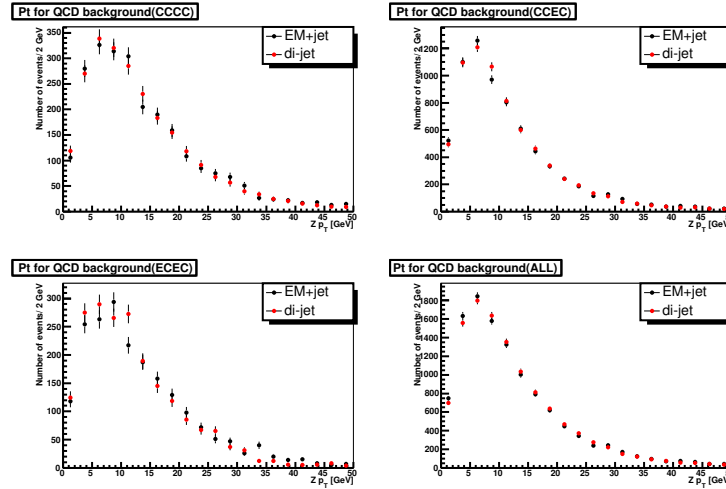 Pt for QCD background(CCCC)
Number of events/ 2 GeV
350
300
250
200
150
100
50
0
0 5 10 15 20 25 30 35 40 45 50
Z pT [GeV]
EM+jet
di-jet
Pt for QCD background(CCEC)
Number of events/ 2 GeV
1200
1000
800
600
400
200
0
0 5 10 15 20 25 30 35 40 45 50
Z pT [GeV]
EM+jet
di-jet
Pt for QCD background(ECEC)
Number of events/ 2 GeV
300
250
200
150
100
50
0
0 5 10 15 20 25 30 35 40 45 50
Z pT [GeV]
EM+jet
di-jet
Pt for QCD background(ALL)
Number of events/ 2 GeV
1800
1600
1400
1200
1000
800
600
400
200
0
0 5 10 15 20 25 30 35 40 45 50
Z pT [GeV]
EM+jet
di-jet